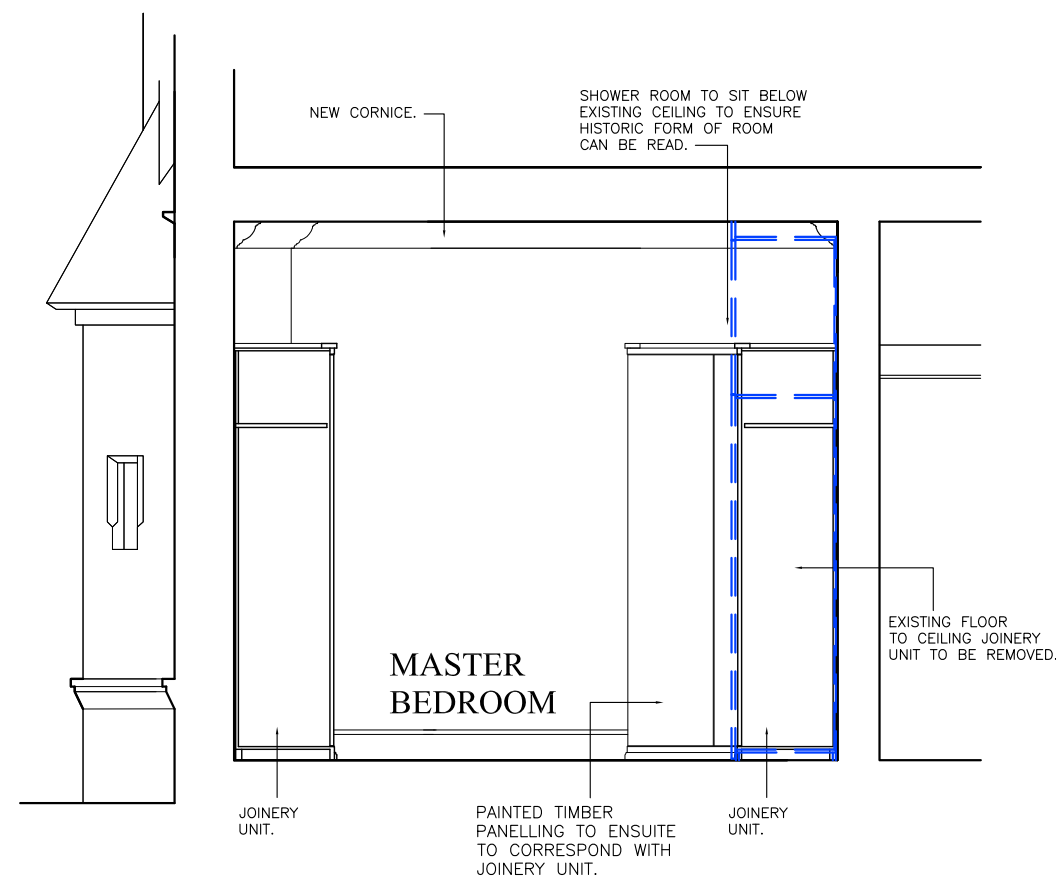 NEW CORNICE.
SHOWER ROOM TO SIT BELOW
EXISTING CEILING TO ENSURE
HISTORIC FORM OF ROOM
CAN BE READ.
EXISTING FLOOR
TO CEILING JOINERY
UNIT TO BE REMOVED.
MASTER
BEDROOM
JOINERY
UNIT.
PAINTED TIMBER
PANELLING TO ENSUITE
TO CORRESPOND WITH
JOINERY UNIT.
JOINERY
UNIT.